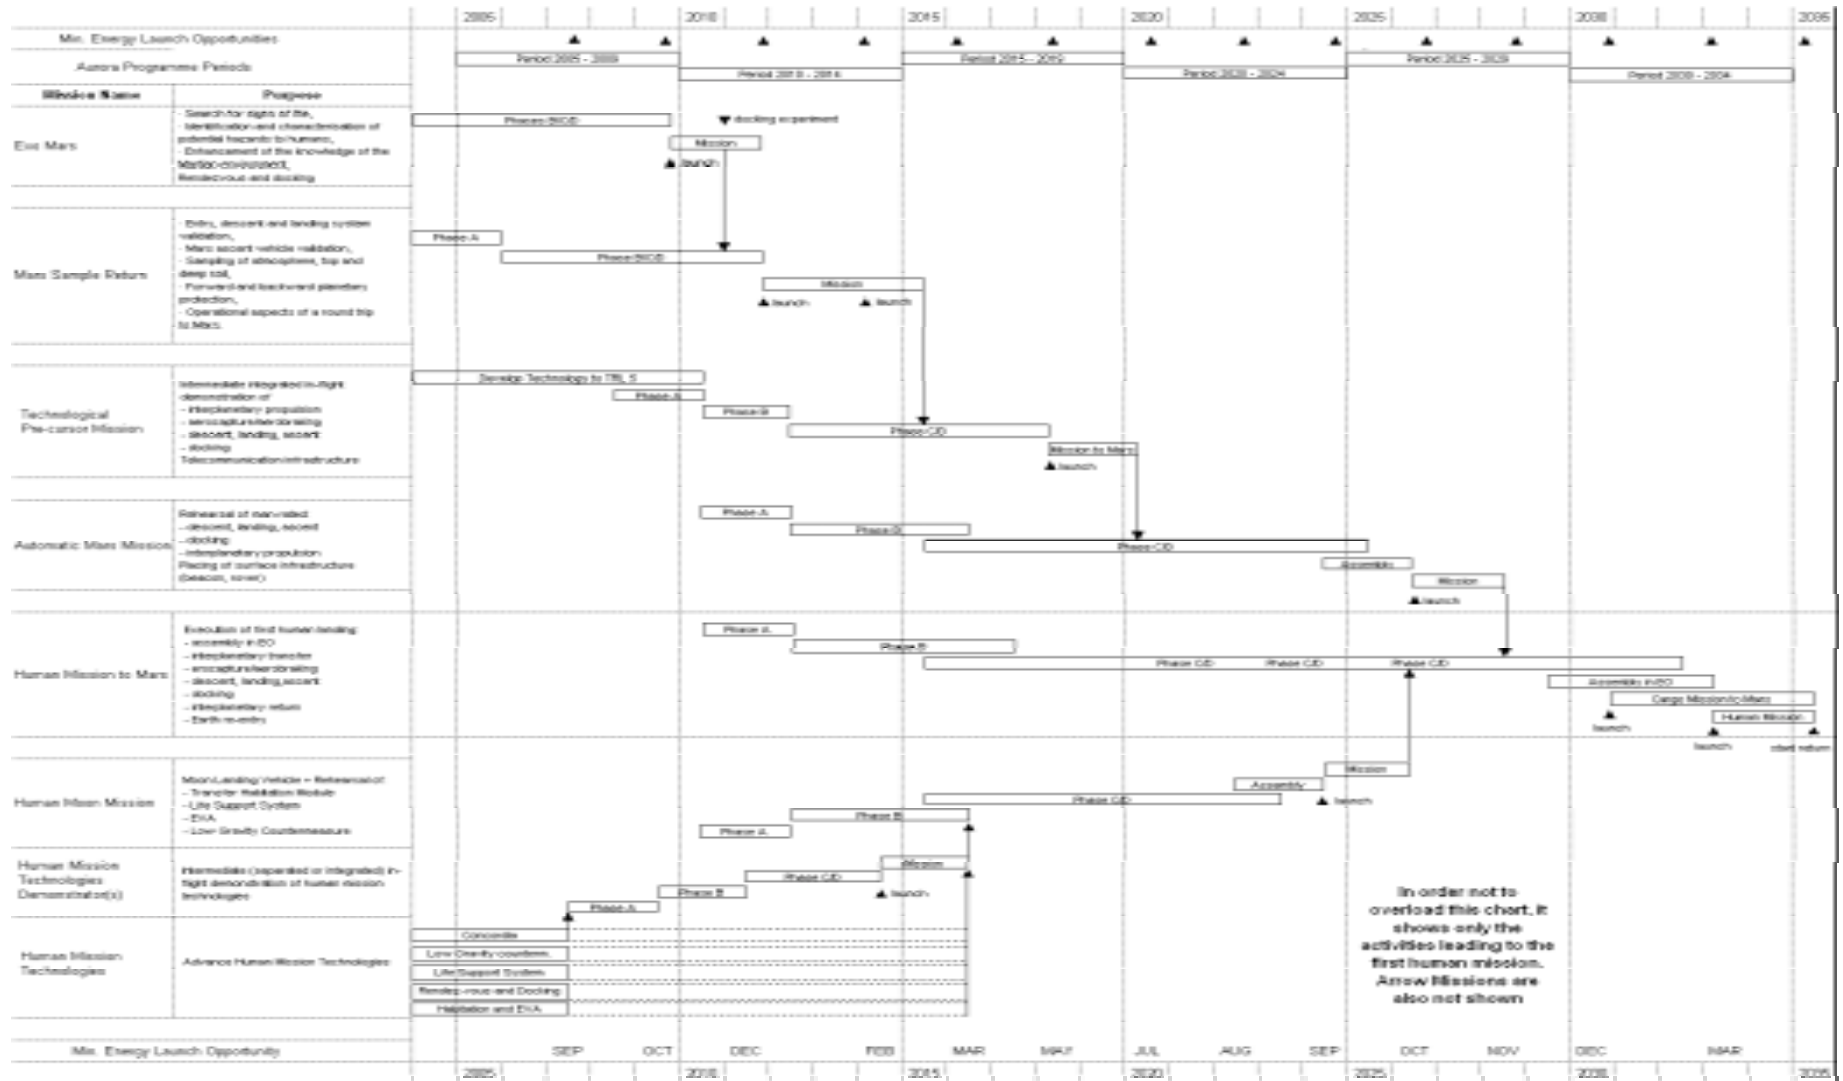 2005 2010 2015 2020 2025 2030 2035
Min. Energy Launch Opportunities
Aurora Programme Periods
Period 2005 - 2009
Period 2010 - 2014
Period 2015 - 2019
Period 2020 - 2024
Period 2025 - 2029
Period 2030 - 2034
Mission Name
Purpose
Exo Mars
- Search for signs of life,
- Identification and characterisation of
potential hazards to humans,
- Enhancement of the knowledge of the
Martian environment,
Rendezvous and docking
Phases B/C/D
docking experiment
Mission
launch
Mars Sample Return
- Entry, descent and landing system
validation,
- Mars ascent vehicle validation,
- Sampling of atmosphere, top and
deep soil,
- Forward and backward planetary
protection,
- Operational aspects of a round trip
to Mars.
Phase A
Phase B/C/D
Mission
launch
launch
Technological
Pre-cursor Mission
Intermediate integrated in-flight
demonstration of
- interplanetary propulsion
- aerocapture/aerobraking
- descent, landing, ascent
- docking
Telecommunication infrastructure
Develop Technology to TRL 5
Phase A
Phase B
Phase C/D
Mission to Mars
launch
Automatic Mars Mission
Rehearsal of man-rated:
- descent, landing, ascent
- docking
- interplanetary propulsion
Placing of surface infrastructure
(beacon, rover)
Phase A
Phase B
Phase C/D
Assembly
Mission
launch
Human Mission to Mars
Execution of first human landing:
- assembly in EO
- interplanetary transfer
- aerocapture/aerobraking
- descent, landing, ascent
- docking
- interplanetary return
- Earth re-entry
Phase A
Phase B
Phase C/D Phase C/D Phase C/D
Assembly in EO
Cargo Mission to Mars
Human Mission
launch
launch
start return
Human Moon Mission
Moon Landing Vehicle - Rehearsal of:
- Transfer Habitation Module
- Life Support System
- EVA
- Low Gravity Countermeasure
Mission
Assembly
launch
Phase C/D
Phase B
Phase A
Human Mission
Technologies
Demonstrator(s)
Intermediate (separated or integrated) in-
flight demonstration of human mission
technologies
Mission
Phase C/D
launch
Phase B
Phase A
Human Mission
Technologies
Advance Human Mission Technologies
Concordia
Low Gravity counterm.
Life Support System
Rendez-vous and Docking
Habitation and EVA
In order not to
overload this chart, it
shows only the
activities leading to the
first human mission.
Arrow Missions are
also not shown
Min. Energy Launch Opportunity
SEP OCT DEC FEB MAR MAY JUL AUG SEP OCT NOV DEC MAR
2005 2010 2015 2020 2025 2030 2035